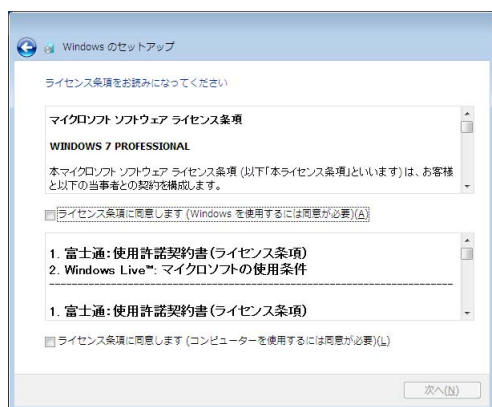 Windows のセットアップ
ライセンス条項をお読みになってください
マイクロソフト ソフトウェア ライセンス条項
WINDOWS 7 PROFESSIONAL
本マイクロソフト ソフトウェア ライセンス条項 (以下「本ライセンス条項」といいます) は、お客様
と以下の当事者との契約を構成します。
ライセンス条項に同意します (Windows を使用するには同意が必要)(A)
1. 富士通：使用許諾契約書（ライセンス条項）
2. Windows Live™： マイクロソフトの使用条件
1. 富士通：使用許諾契約書（ライセンス条項）
ライセンス条項に同意します (コンピューターを使用するには同意が必要)(L)
次へ(N)